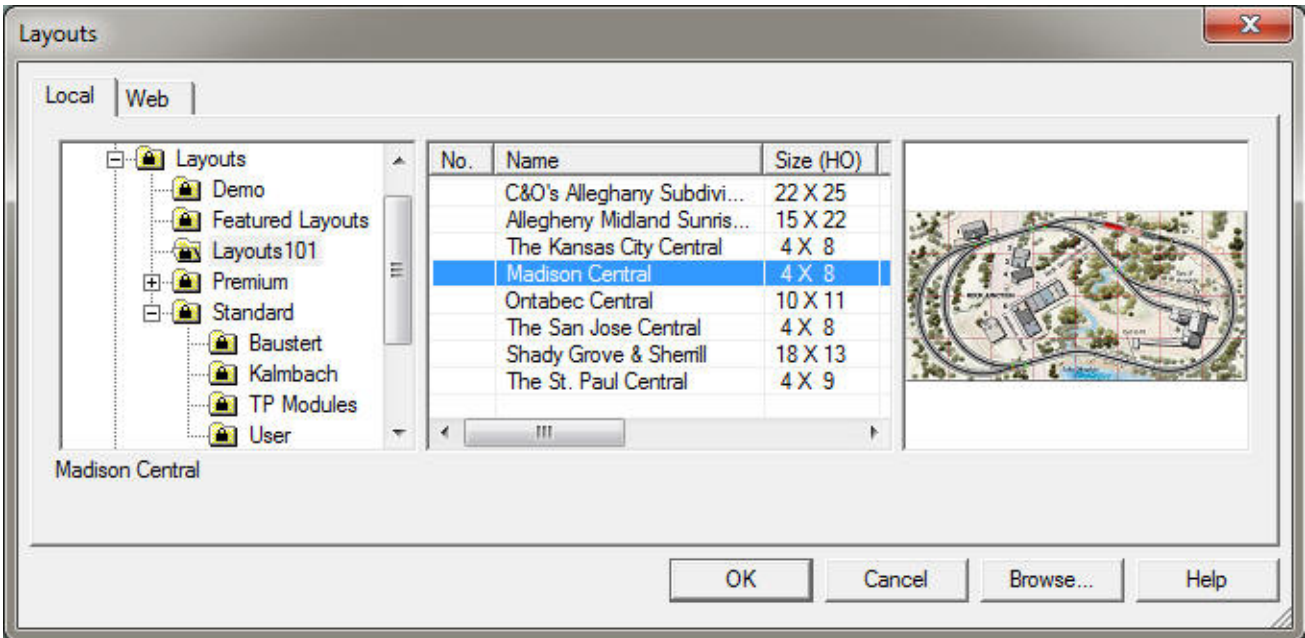 Layouts
Local Web
Layouts
Demo
Featured Layouts
Layouts101
Premium
Standard
Baustert
Kalmbach
TP Modules
User
No. Name Size (HO)
C&O's Alleghany Subdivi... 22 X 25
Allegheny Midland Sunris... 15 X 22
The Kansas City Central 4 X 8
Madison Central 4 X 8
Ontabec Central 10 X 11
The San Jose Central 4 X 8
Shady Grove & Sherrill 18 X 13
The St. Paul Central 4 X 9
Madison Central
OK Cancel Browse... Help